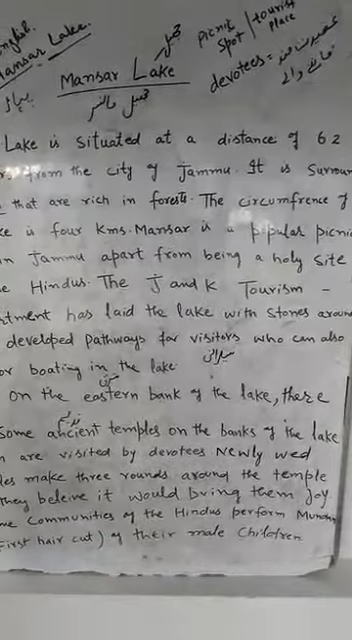 Mansar Lake.
Mansar Lake
جھیل
Picnic
Spot / tourist
Place
devotees =
جھیل مانسر
Lake is situated at a distance of 62
from the city of Jammu. It is Surroun
that are rich in forests. The circumfrence of
ke is four Kms. Mansar is a popular picnic
in Jammu apart from being a holy site
e Hindus. The J and K Tourism -
rtment has laid the lake with stones around
developed pathways for visitors who can also
or boating in the lake
On the eastern bank of the lake, there
Some ancient temples on the banks of the lake
h are visited by devotees Newly wed
les make three rounds around the temple
they beleve it would bring them joy
me Communities of the Hindus perform Mundan
First hair cut) of their male Children